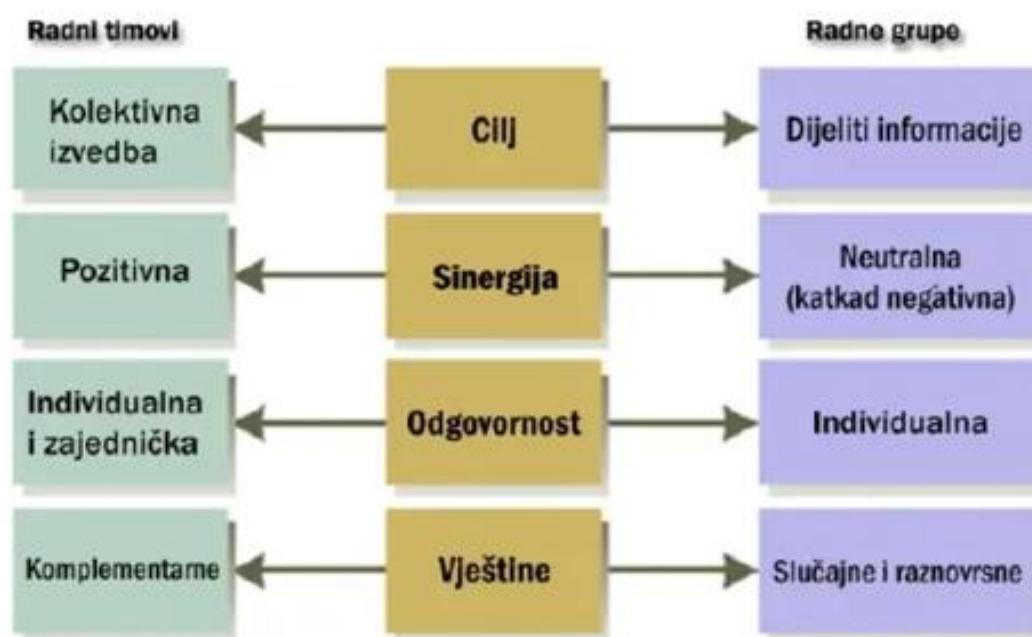 Radni timovi
Radne grupe
Kolektivna
izvedba
Cilj
Dijeliti informacije
Pozitivna
Sinergija
Neutralna
(katkad negativna)
Individualna
i zajednička
Odgovornost
Individualna
Komplementarne
Vještine
Slučajne i raznovrsne